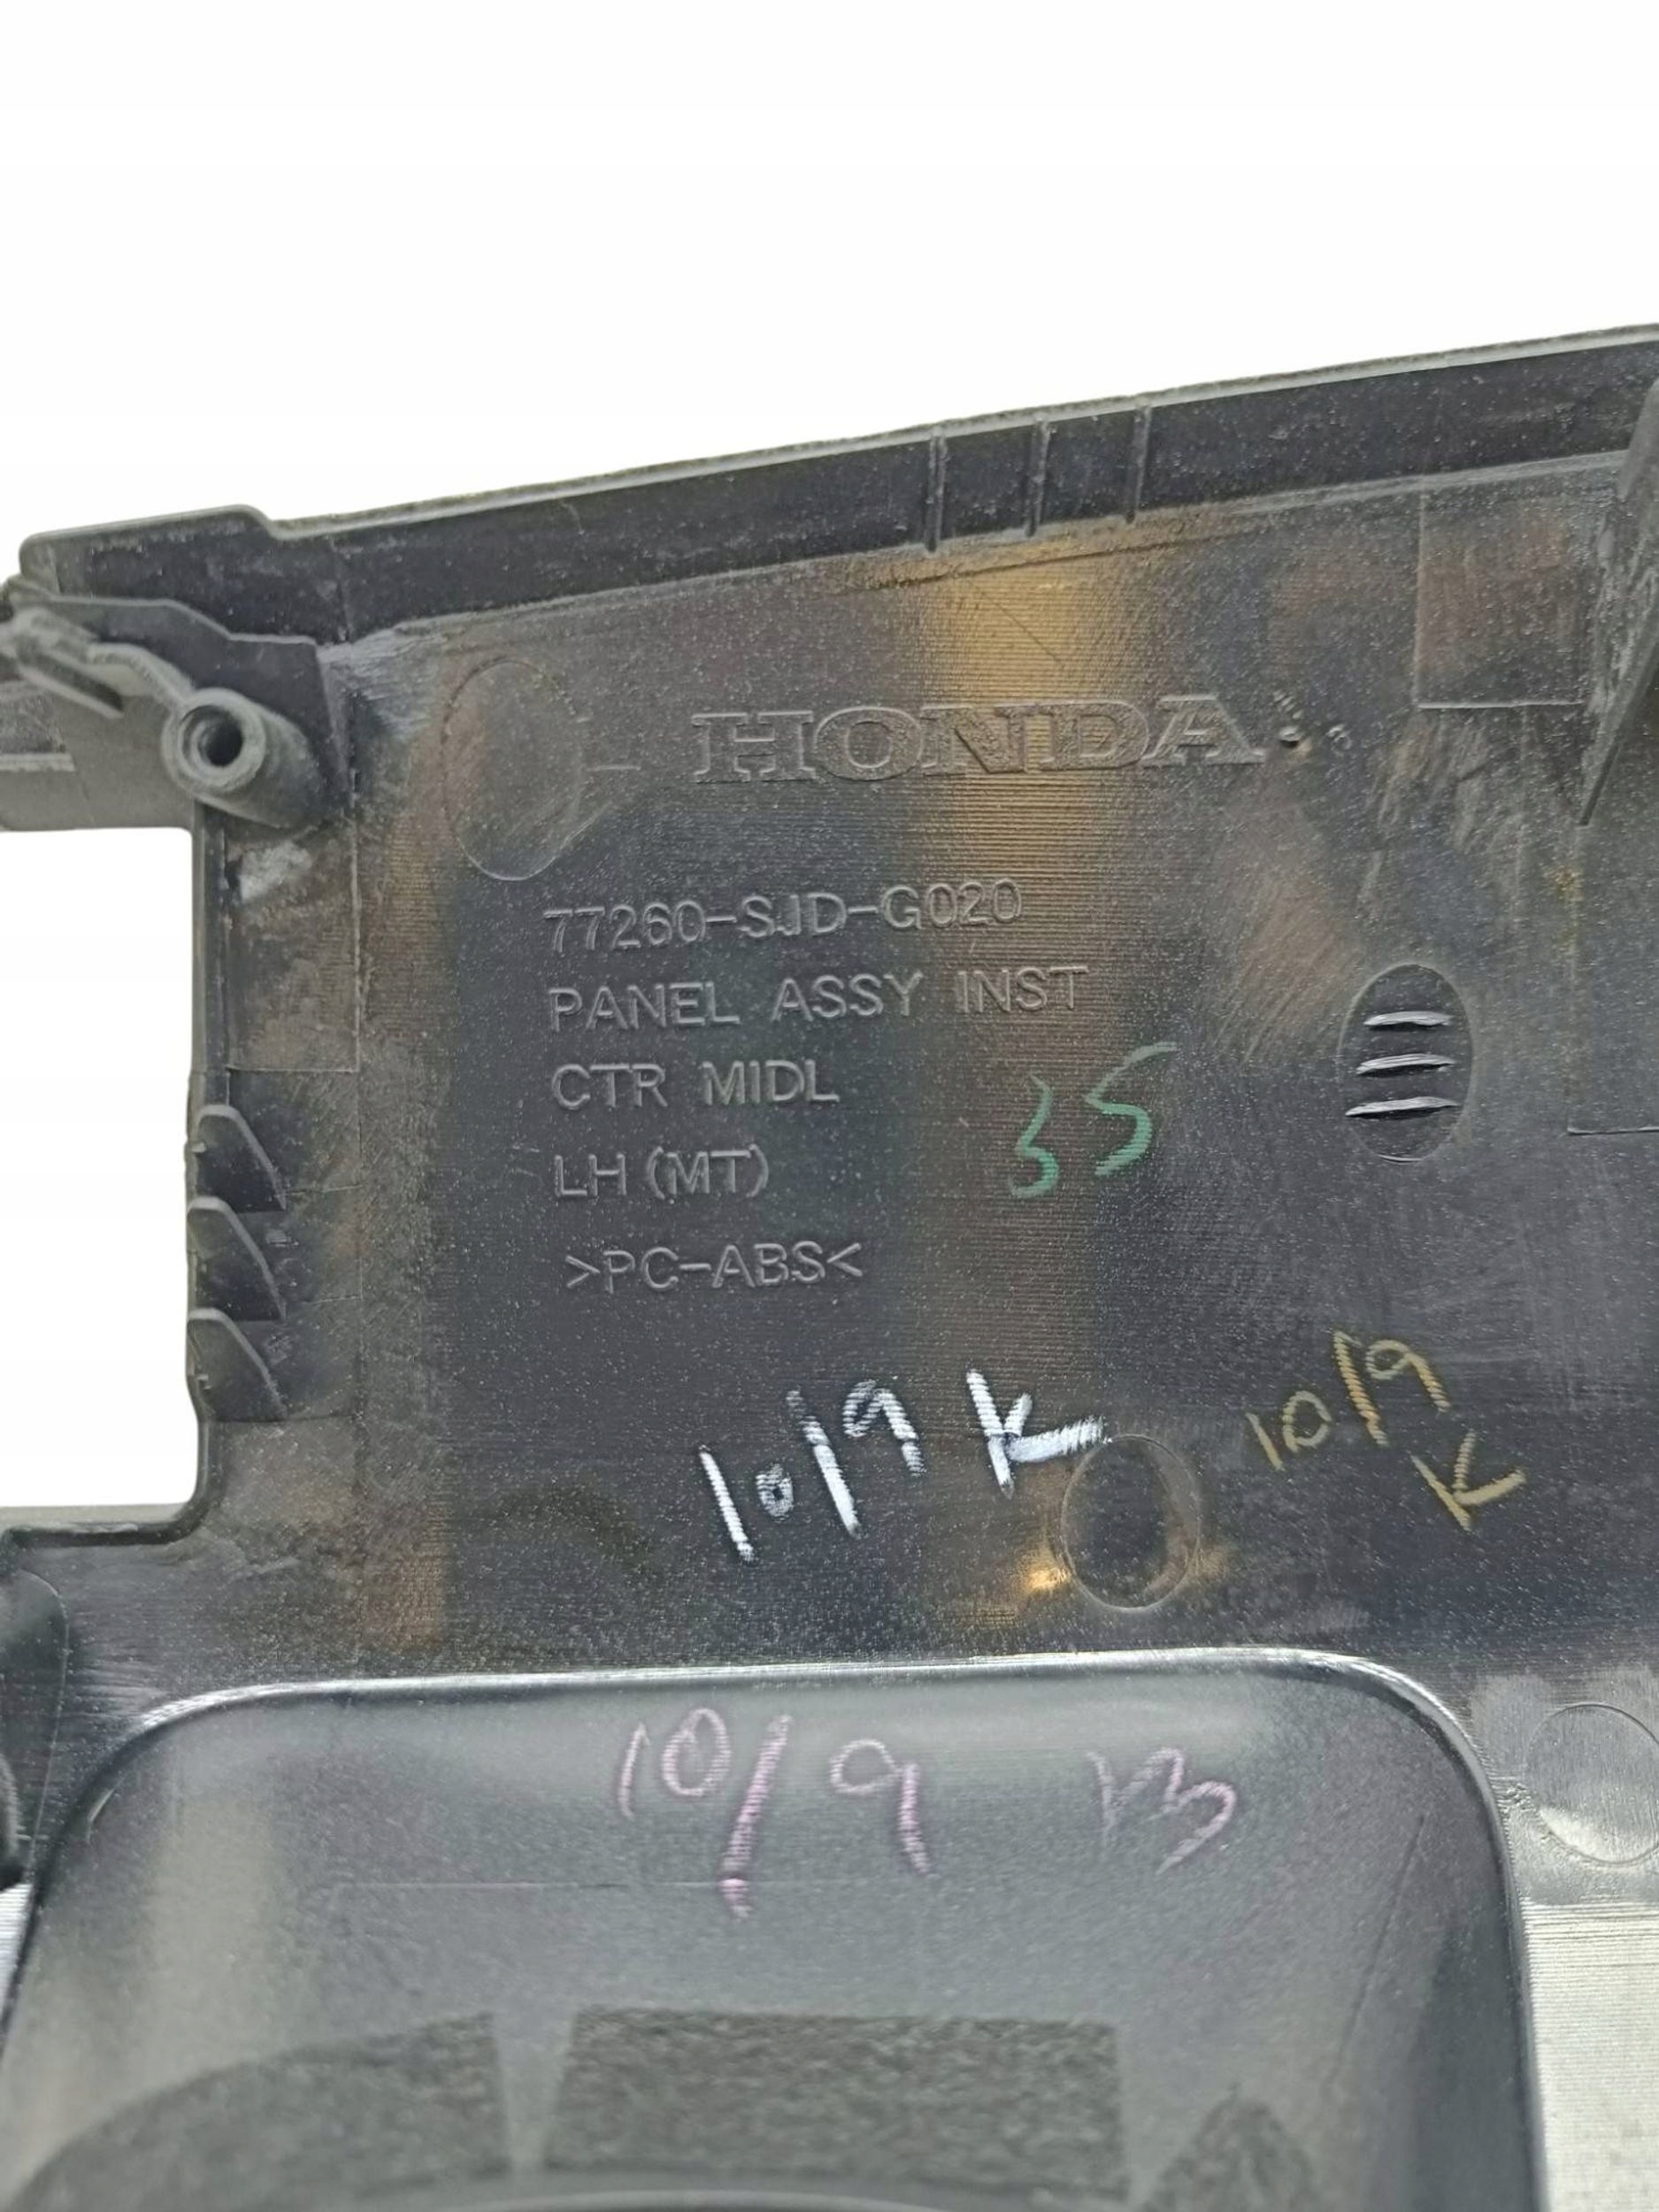 HONDA
77260-SJD-G020
PANEL ASSY INST
CTR MIDL
35
LH (MT)
>PC-ABS<
10/9 K
10/9
K
10/9